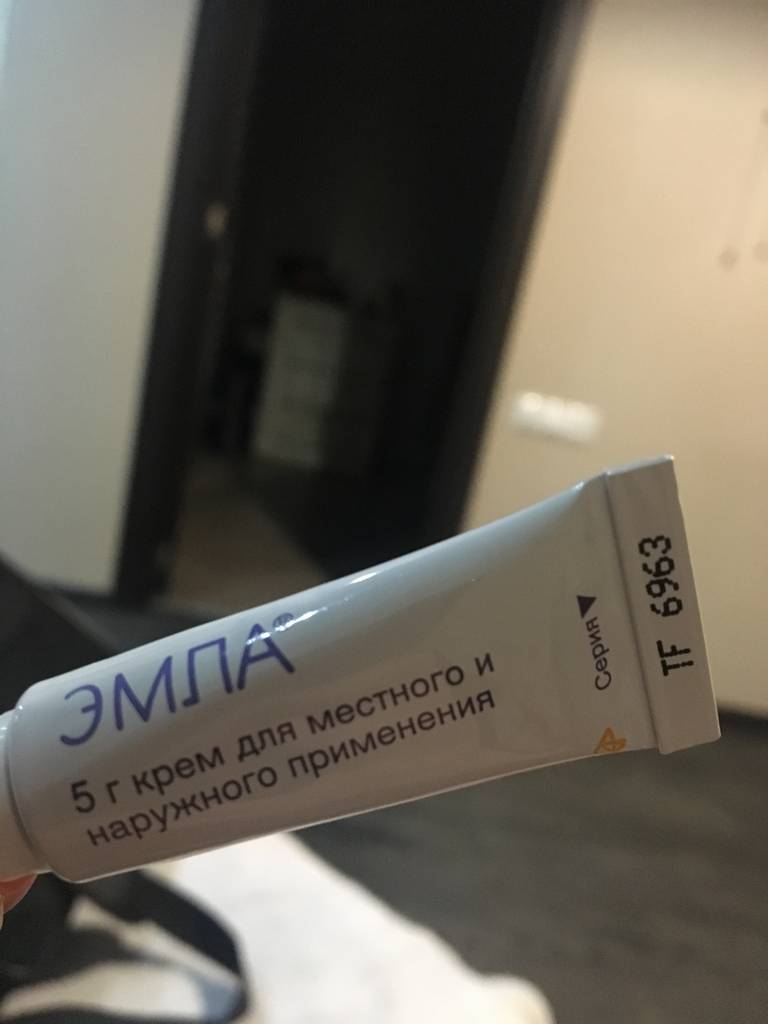 ЭМЛА®
5 г крем для местного и
наружного применения
Серия▼
TF 6963